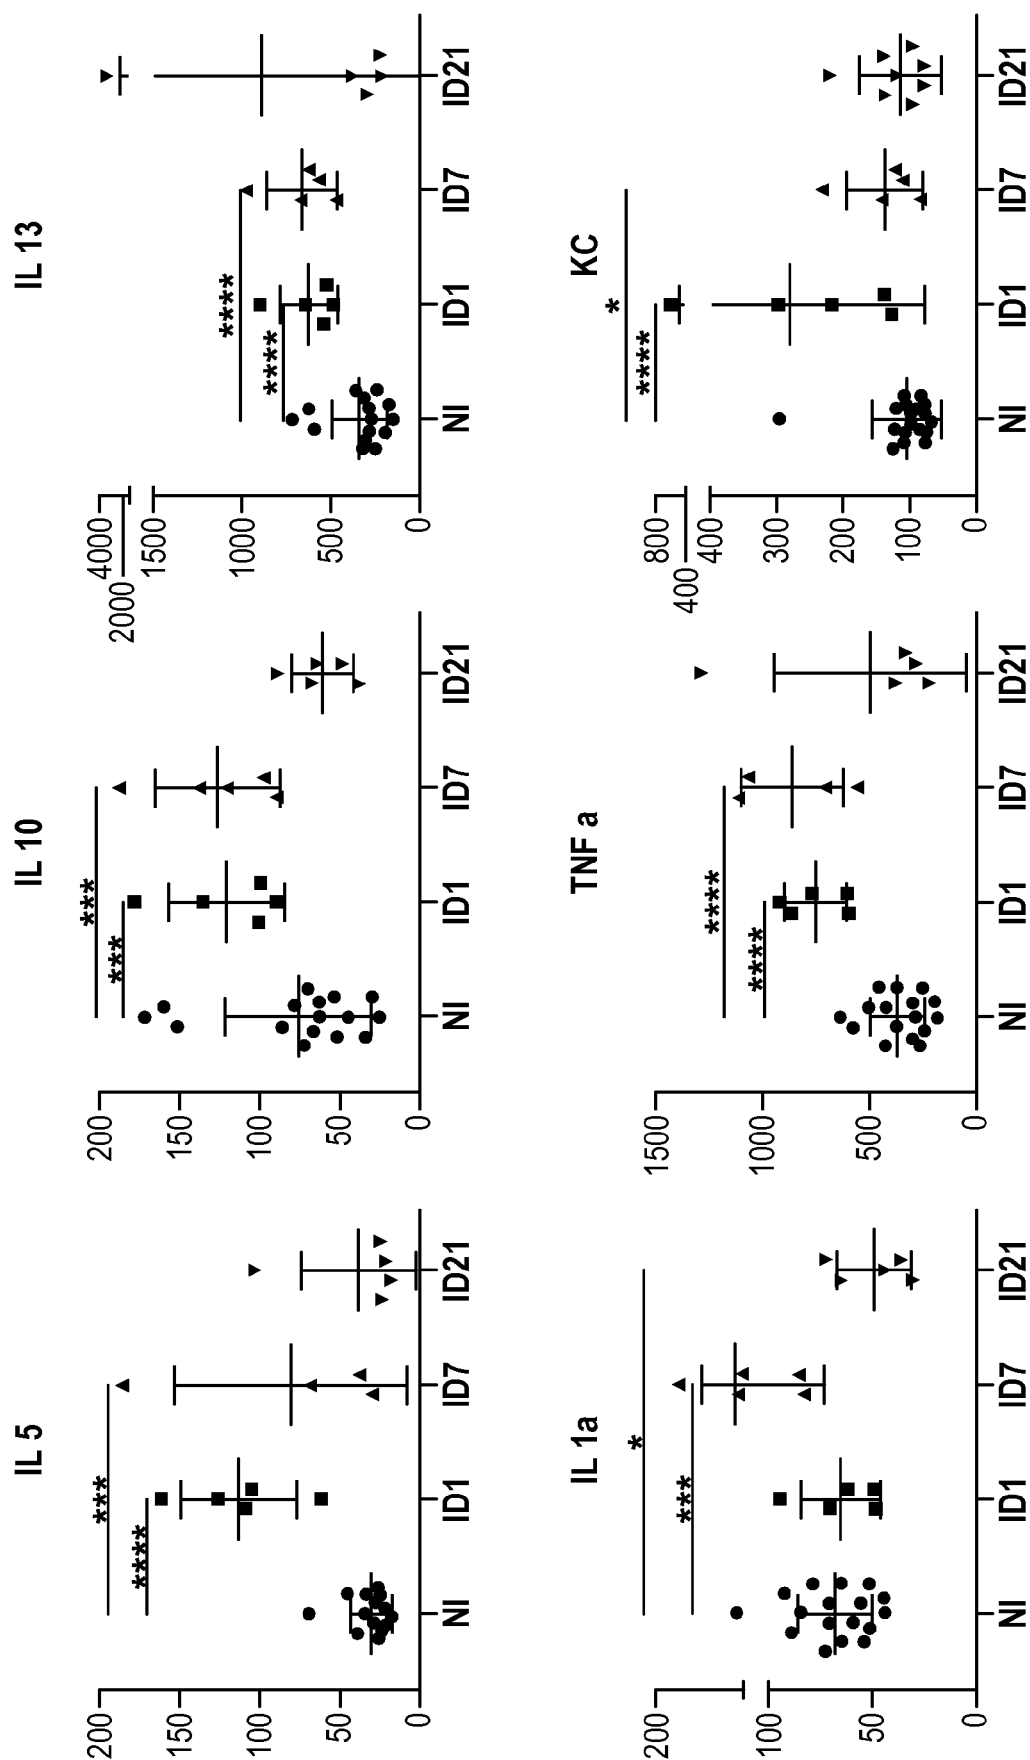 IL 5
***
****
200
150
100
50
0
NI
ID1
ID7
ID21
IL 10
***
***
200
150
100
50
0
NI
ID1
ID7
ID21
IL 13
****
****
4000
2000
1500
1000
500
0
NI
ID1
ID7
ID21
IL 1a
*
***
200
100
50
0
NI
ID1
ID7
ID21
TNF a
****
****
1500
1000
500
0
NI
ID1
ID7
ID21
KC
*
****
800
400
400
300
200
100
0
NI
ID1
ID7
ID21